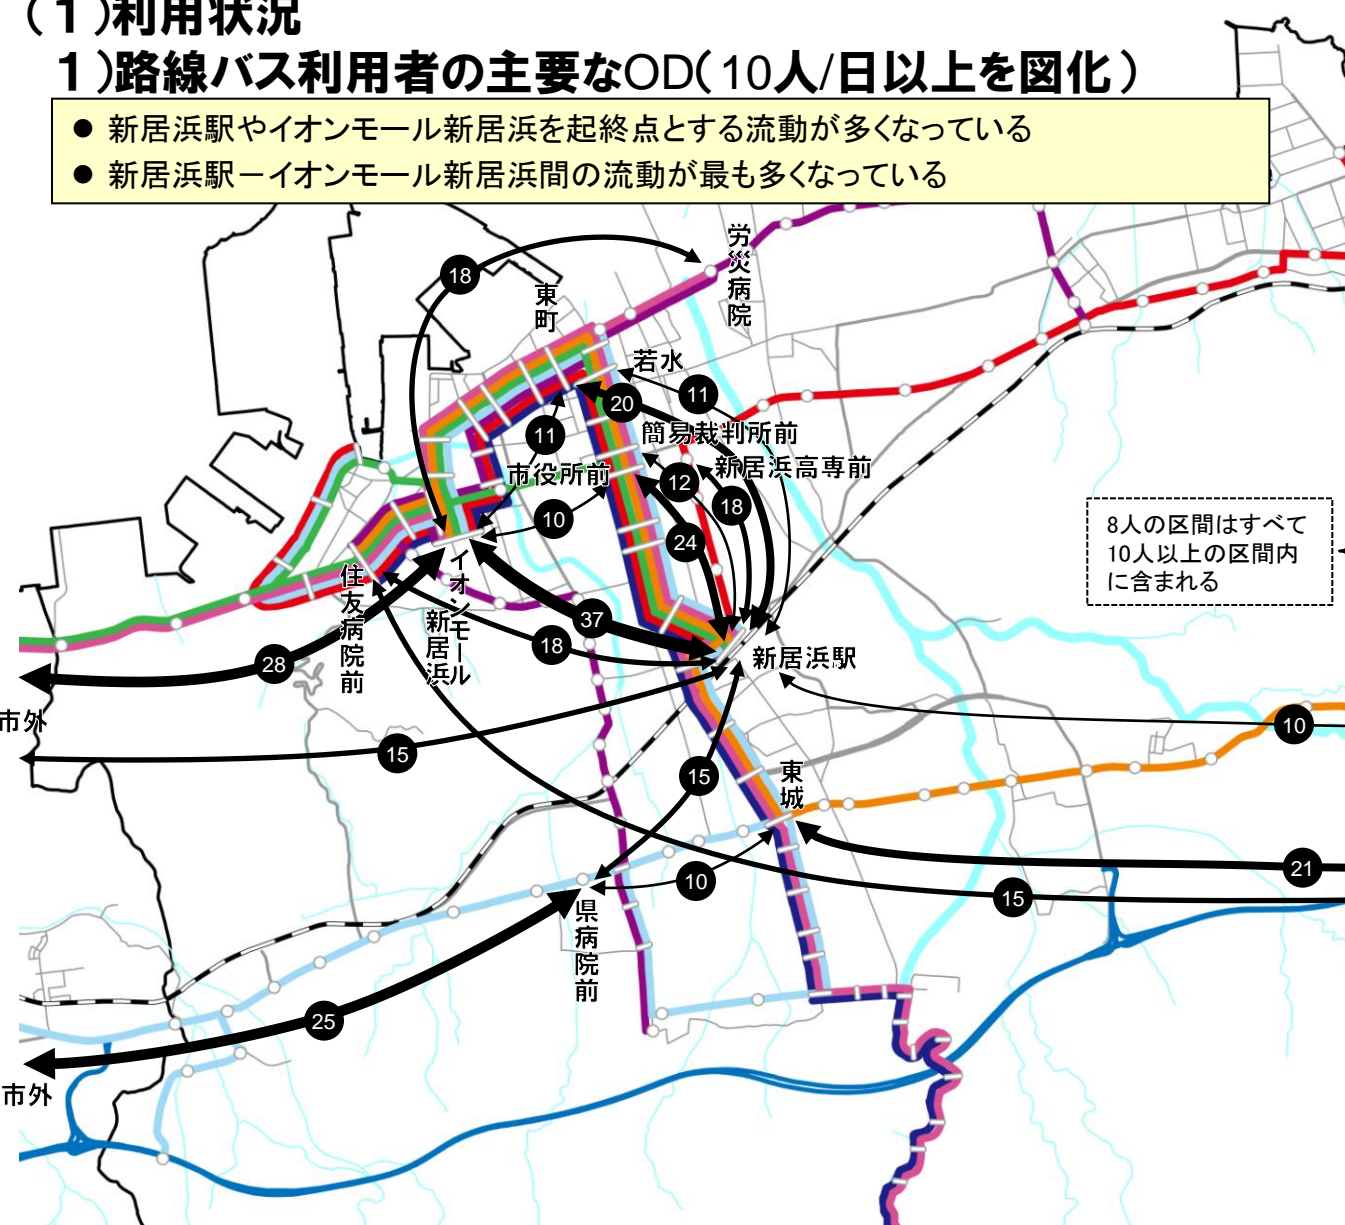 (1)利用状況
1)路線バス利用者の主要なOD(10人/日以上を図化)
● 新居浜駅やイオンモール新居浜を起終点とする流動が多くなっている
● 新居浜駅－イオンモール新居浜間の流動が最も多くなっている
労災病院
18
東町
若水
11
20
簡易裁判所前
11
新居浜高専前
市役所前
12
18
10
24
8人の区間はすべて
10人以上の区間内
に含まれる
住友病院前
イオンモール
新居浜
37
18
28
新居浜駅
市外
10
15
15
東城
21
10
15
県病院前
25
市外